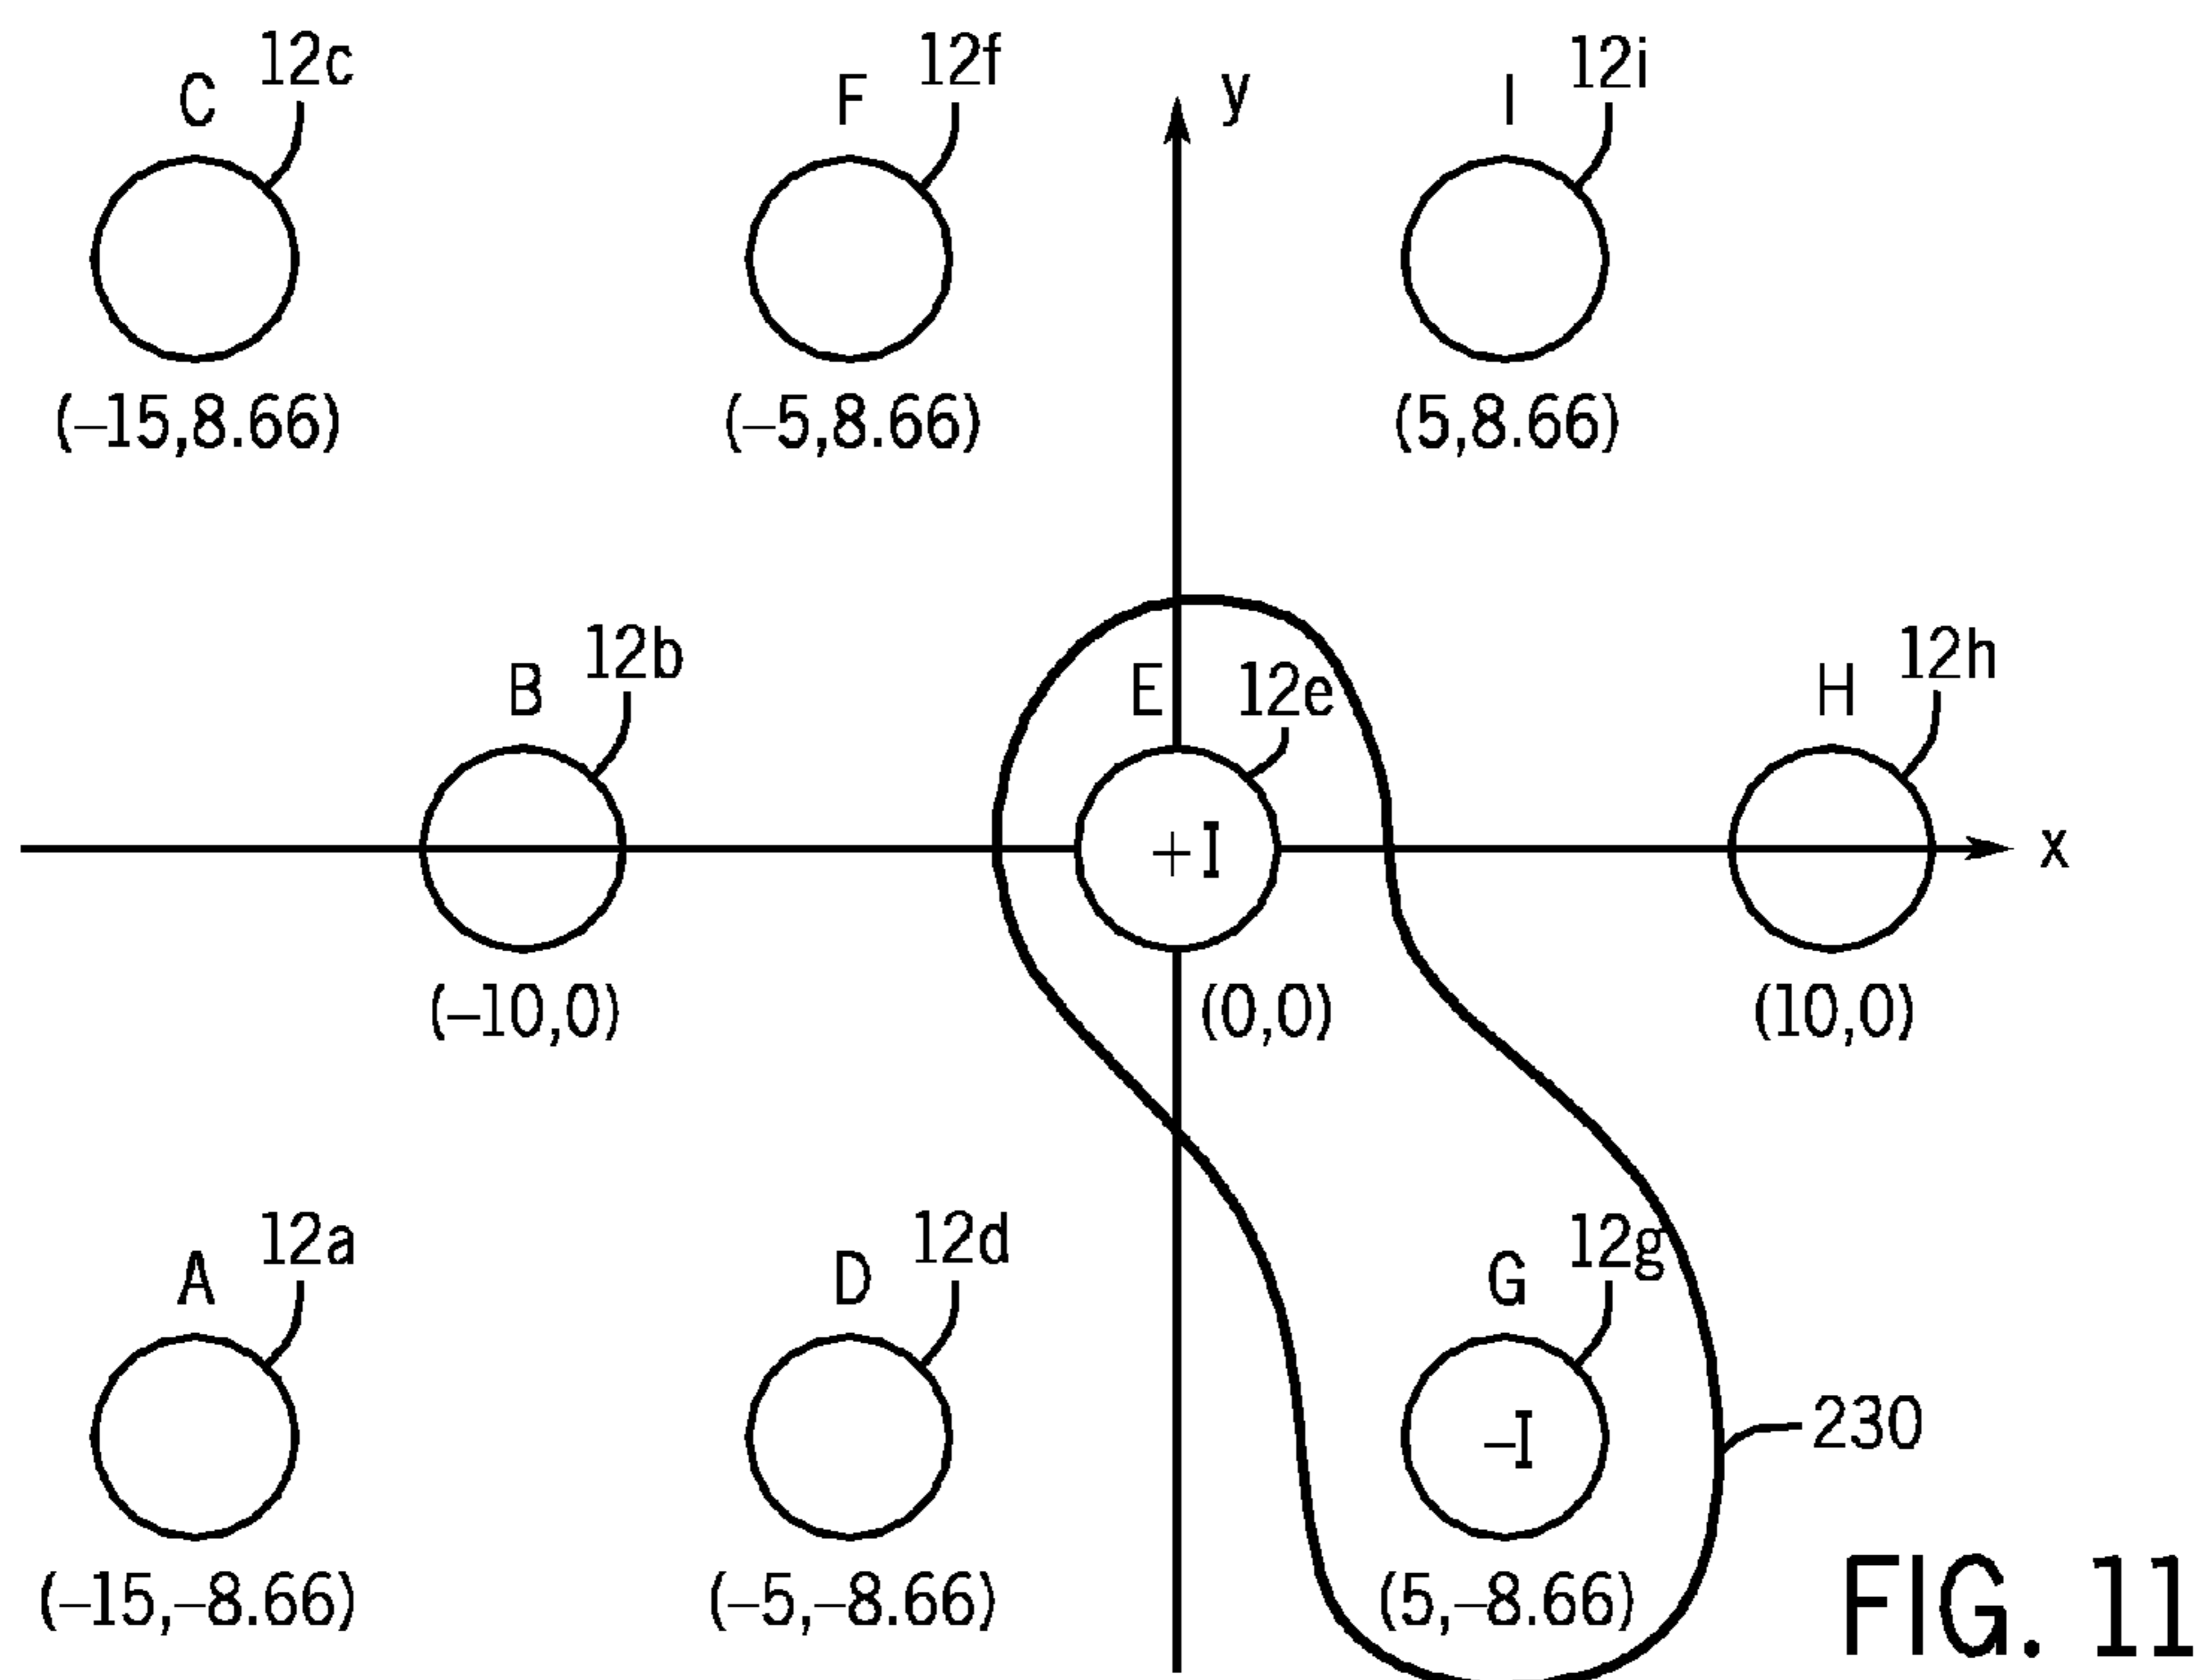 C 12c F 12f y I 12i
(–15,8.66) (–5,8.66) (5,8.66)
B 12b E 12e H 12h
+I x
(–10,0) (0,0) (10,0)
A 12a D 12d G 12g
–I 230
(–15,–8.66) (–5,–8.66) (5,–8.66)
FIG. 11